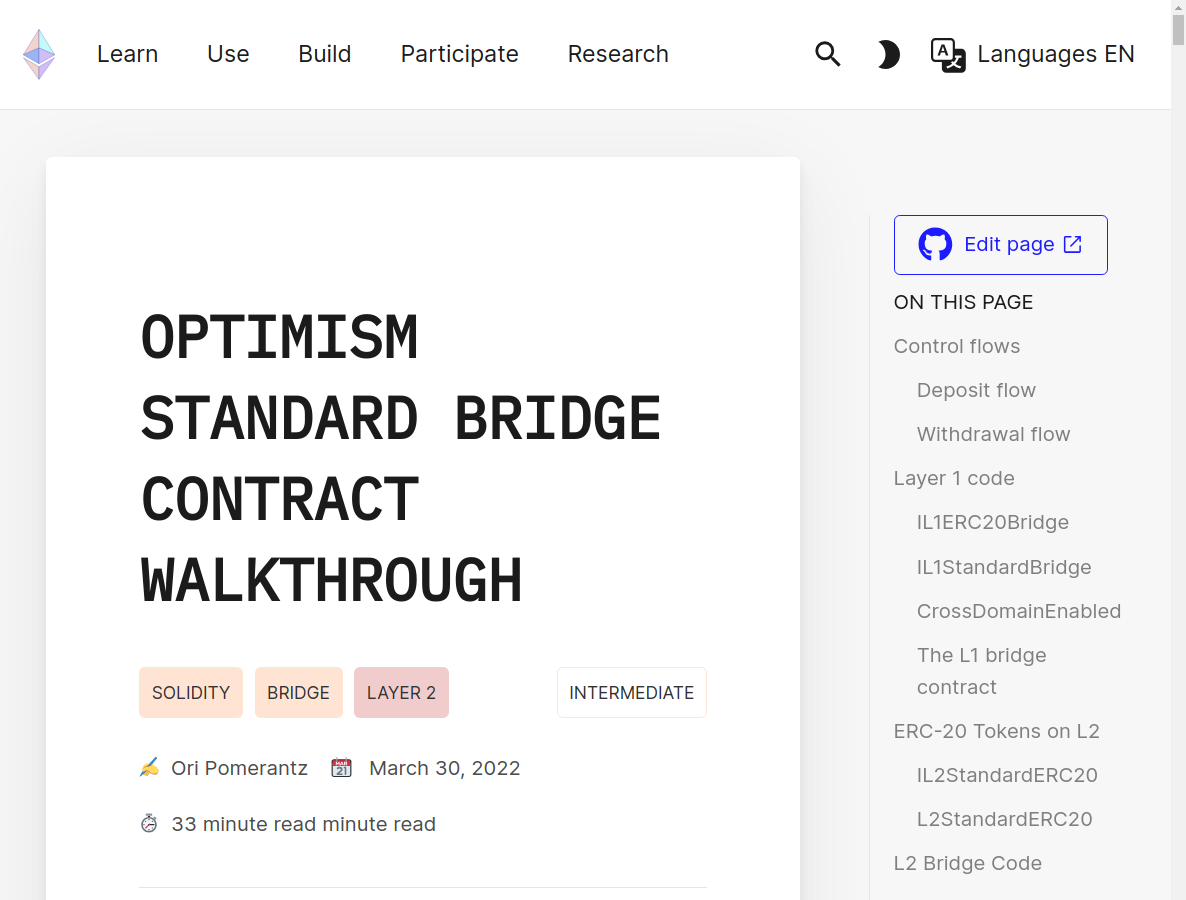 Learn Use Build Participate Research Languages EN
OPTIMISM
STANDARD BRIDGE
CONTRACT
WALKTHROUGH
SOLIDITY BRIDGE LAYER 2 INTERMEDIATE
Ori Pomerantz March 30, 2022
33 minute read minute read
Edit page
ON THIS PAGE
Control flows
Deposit flow
Withdrawal flow
Layer 1 code
IL1ERC20Bridge
IL1StandardBridge
CrossDomainEnabled
The L1 bridge
contract
ERC-20 Tokens on L2
IL2StandardERC20
L2StandardERC20
L2 Bridge Code